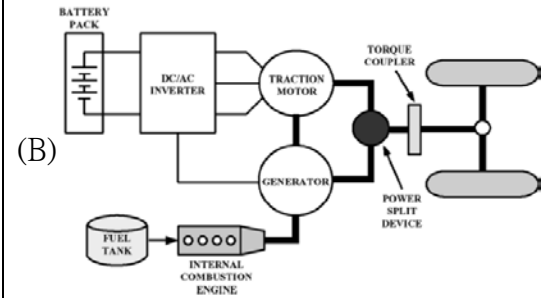 BATTERY
PACK
DC/AC
INVERTER
TRACTION
MOTOR
TORQUE
COUPLER
(B)
GENERATOR
POWER
SPLIT
DEVICE
FUEL
TANK
INTERNAL
COMBUSTION
ENGINE